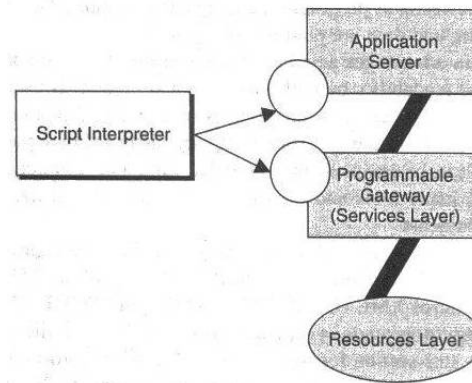 Application
Server
Script Interpreter
Programmable
Gateway
(Services Layer)
Resources Layer